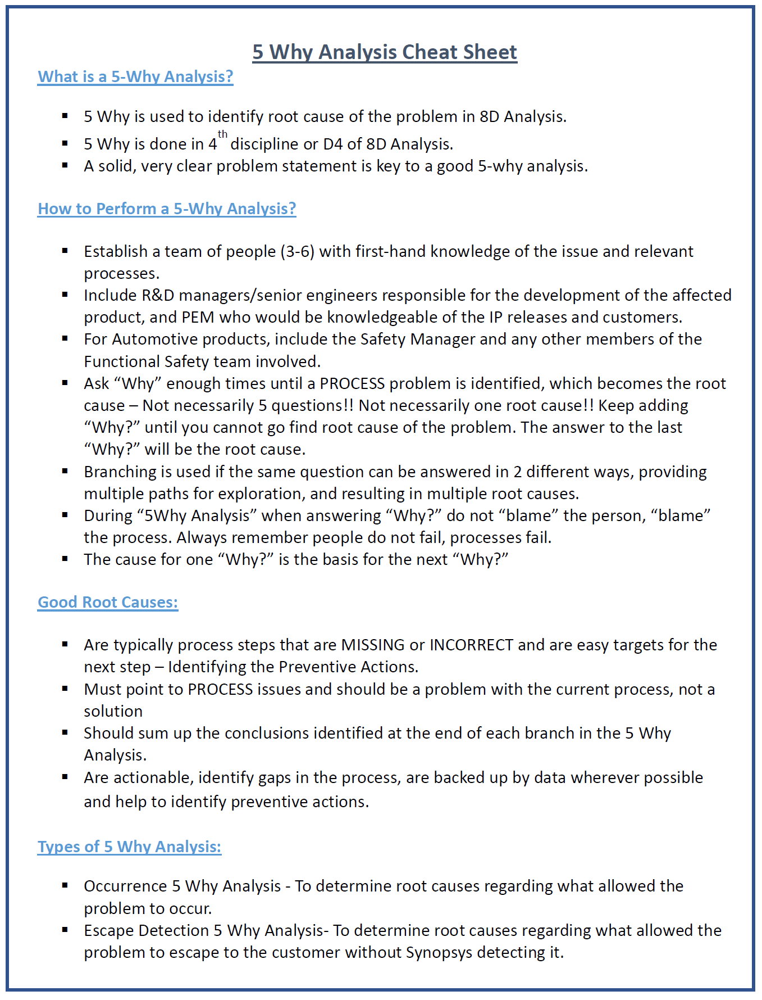 5 Why Analysis Cheat Sheet
What is a 5-Why Analysis?
▪ 5 Why is used to identify root cause of the problem in 8D Analysis.
▪ 5 Why is done in 4th discipline or D4 of 8D Analysis.
▪ A solid, very clear problem statement is key to a good 5-why analysis.
How to Perform a 5-Why Analysis?
▪ Establish a team of people (3-6) with first-hand knowledge of the issue and relevant
processes.
▪ Include R&D managers/senior engineers responsible for the development of the affected
product, and PEM who would be knowledgeable of the IP releases and customers.
▪ For Automotive products, include the Safety Manager and any other members of the
Functional Safety team involved.
▪ Ask “Why” enough times until a PROCESS problem is identified, which becomes the root
cause – Not necessarily 5 questions!! Not necessarily one root cause!! Keep adding
“Why?” until you cannot go find root cause of the problem. The answer to the last
“Why?” will be the root cause.
▪ Branching is used if the same question can be answered in 2 different ways, providing
multiple paths for exploration, and resulting in multiple root causes.
▪ During “5Why Analysis” when answering “Why?” do not “blame” the person, “blame”
the process. Always remember people do not fail, processes fail.
▪ The cause for one “Why?” is the basis for the next “Why?”
Good Root Causes:
▪ Are typically process steps that are MISSING or INCORRECT and are easy targets for the
next step – Identifying the Preventive Actions.
▪ Must point to PROCESS issues and should be a problem with the current process, not a
solution
▪ Should sum up the conclusions identified at the end of each branch in the 5 Why
Analysis.
▪ Are actionable, identify gaps in the process, are backed up by data wherever possible
and help to identify preventive actions.
Types of 5 Why Analysis:
▪ Occurrence 5 Why Analysis - To determine root causes regarding what allowed the
problem to occur.
▪ Escape Detection 5 Why Analysis- To determine root causes regarding what allowed the
problem to escape to the customer without Synopsys detecting it.